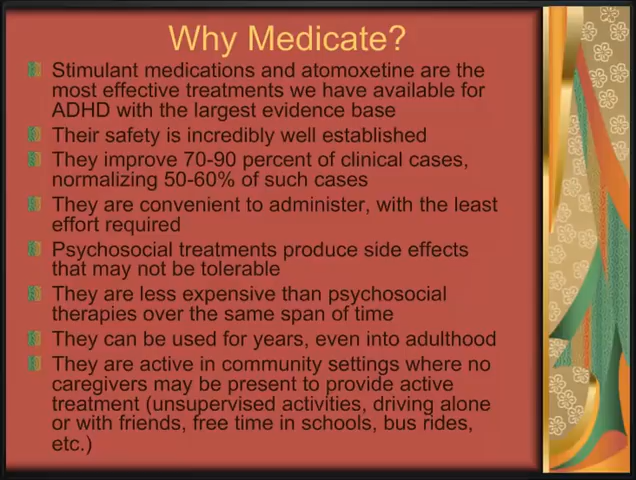 Why Medicate?
Stimulant medications and atomoxetine are the
most effective treatments we have available for
ADHD with the largest evidence base
Their safety is incredibly well established
They improve 70-90 percent of clinical cases,
normalizing 50-60% of such cases
They are convenient to administer, with the least
effort required
Psychosocial treatments produce side effects
that may not be tolerable
They are less expensive than psychosocial
therapies over the same span of time
They can be used for years, even into adulthood
They are active in community settings where no
caregivers may be present to provide active
treatment (unsupervised activities, driving alone
or with friends, free time in schools, bus rides,
etc.)